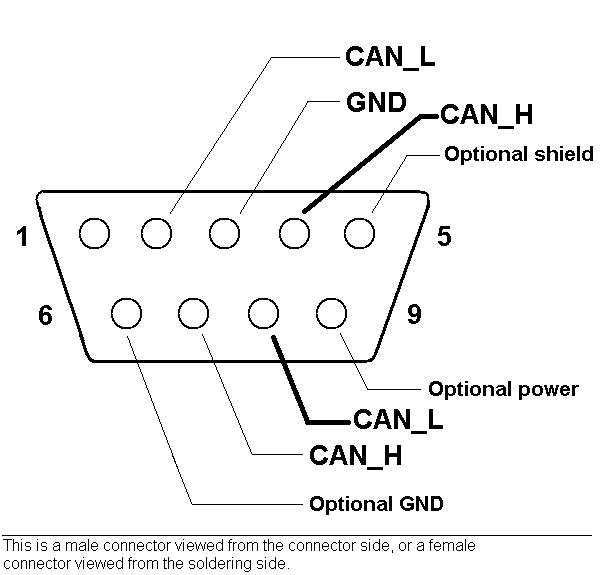 CAN_L
GND
CAN_H
Optional shield
1
5
6
9
Optional power
CAN_L
CAN_H
Optional GND
This is a male connector viewed from the connector side, or a female
connector viewed from the soldering side.